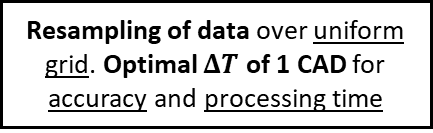 Resampling of data over uniform
grid. Optimal ΔT of 1 CAD for
accuracy and processing time